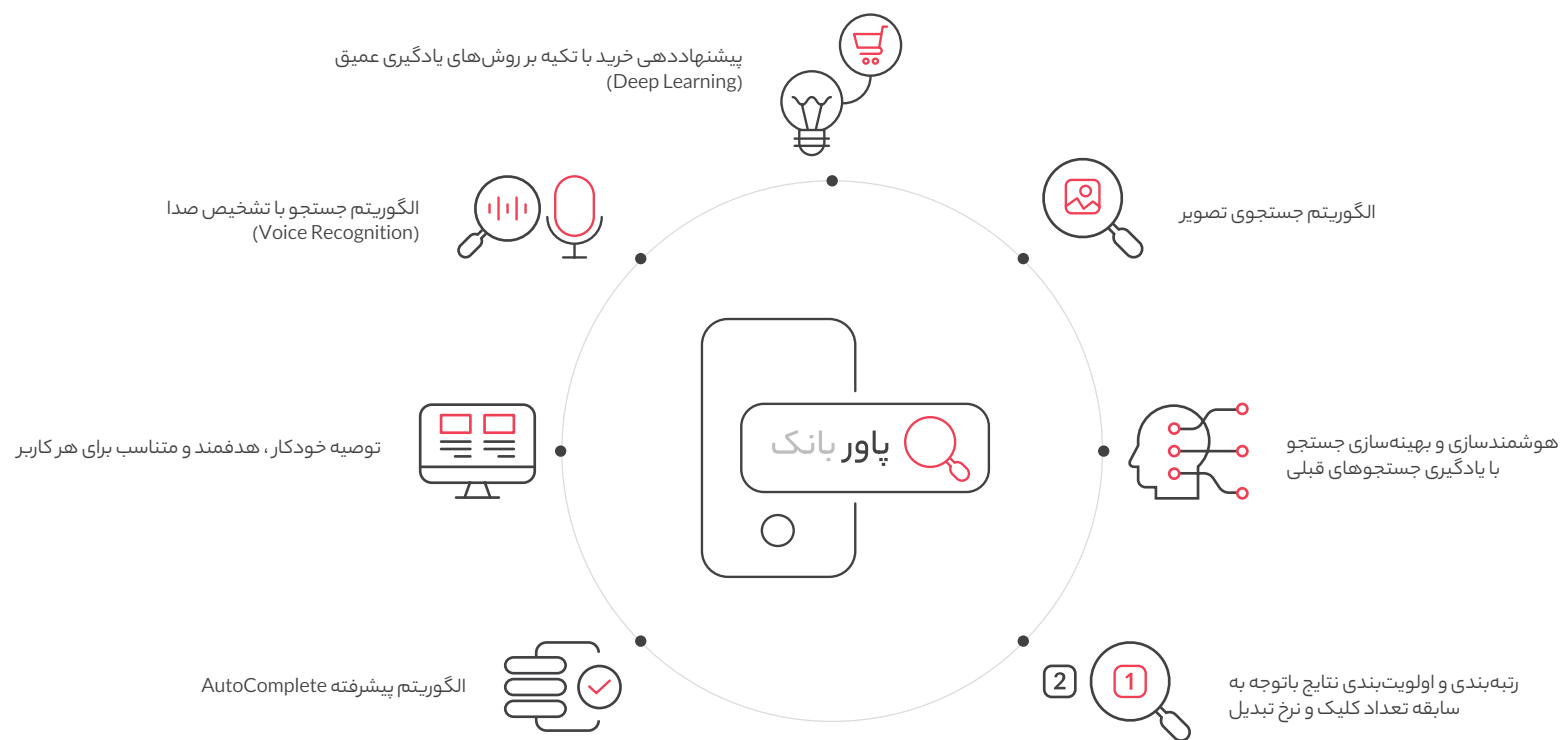 پیشنهاددهی خرید با تکیه بر روش‌های یادگیری عمیق
(Deep Learning)
الگوریتم جستجوی تصویر
الگوریتم جستجو با تشخیص صدا
(Voice Recognition)
هوشمندسازی و بهینه‌سازی جستجو
با یادگیری جستجوهای قبلی
پاور بانک
توصیه خودکار ، هدفمند و متناسب برای هر کاربر
رتبه‌بندی و اولویت‌بندی نتایج باتوجه به
سابقه تعداد کلیک و نرخ تبدیل
1
2
الگوریتم پیشرفته AutoComplete